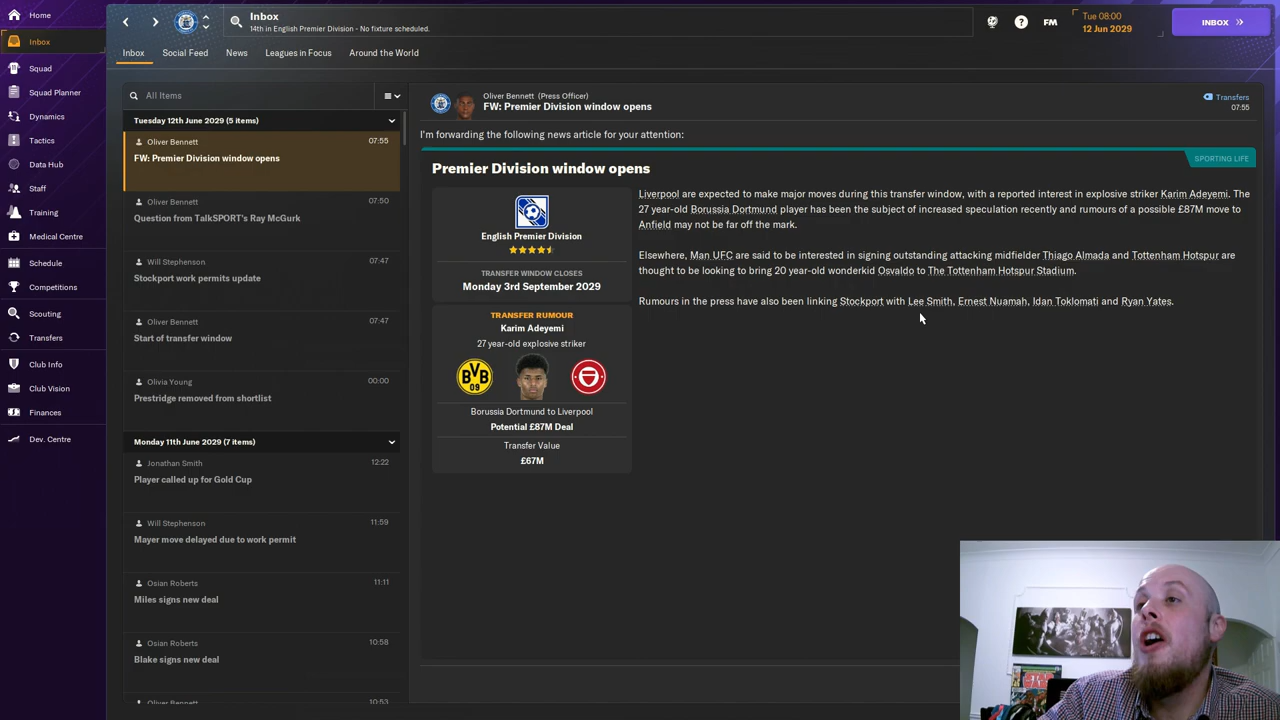 Home
Inbox
Squad
Squad Planner
Dynamics
Tactics
Data Hub
Staff
Training
Medical Centre
Schedule
Competitions
Scouting
Transfers
Club Info
Club Vision
Finances
Dev. Centre
Inbox
14th in English Premier Division - No fixture scheduled.
FM
Tue 08:00
12 Jun 2029
INBOX
Inbox
Social Feed
News
Leagues in Focus
Around the World
All Items
Tuesday 12th June 2029 (5 items)
Oliver Bennett
07:55
FW: Premier Division window opens
Oliver Bennett
07:50
Question from TalkSPORT's Ray McGurk
Will Stephenson
07:47
Stockport work permits update
Oliver Bennett
07:47
Start of transfer window
Olivia Young
00:00
Prestridge removed from shortlist
Monday 11th June 2029 (7 items)
Jonathan Smith
12:22
Player called up for Gold Cup
Will Stephenson
11:59
Mayer move delayed due to work permit
Osian Roberts
11:11
Miles signs new deal
Osian Roberts
10:58
Blake signs new deal
Oliver Bennett
10:53
Oliver Bennett (Press Officer)
FW: Premier Division window opens
Transfers
07:55
I'm forwarding the following news article for your attention:
SPORTING LIFE
Premier Division window opens
English Premier Division
TRANSFER WINDOW CLOSES
Monday 3rd September 2029
TRANSFER RUMOUR
Karim Adeyemi
27 year-old explosive striker
BVB
09
Borussia Dortmund to Liverpool
Potential £87M Deal
Transfer Value
£67M
Liverpool are expected to make major moves during this transfer window, with a reported interest in explosive striker Karim Adeyemi. The
27 year-old Borussia Dortmund player has been the subject of increased speculation recently and rumours of a possible £87M move to
Anfield may not be far off the mark.
Elsewhere, Man UFC are said to be interested in signing outstanding attacking midfielder Thiago Almada and Tottenham Hotspur are
thought to be looking to bring 20 year-old wonderkid Osvaldo to The Tottenham Hotspur Stadium.
Rumours in the press have also been linking Stockport with Lee Smith, Ernest Nuamah, Idan Toklomati and Ryan Yates.
STAR WARS